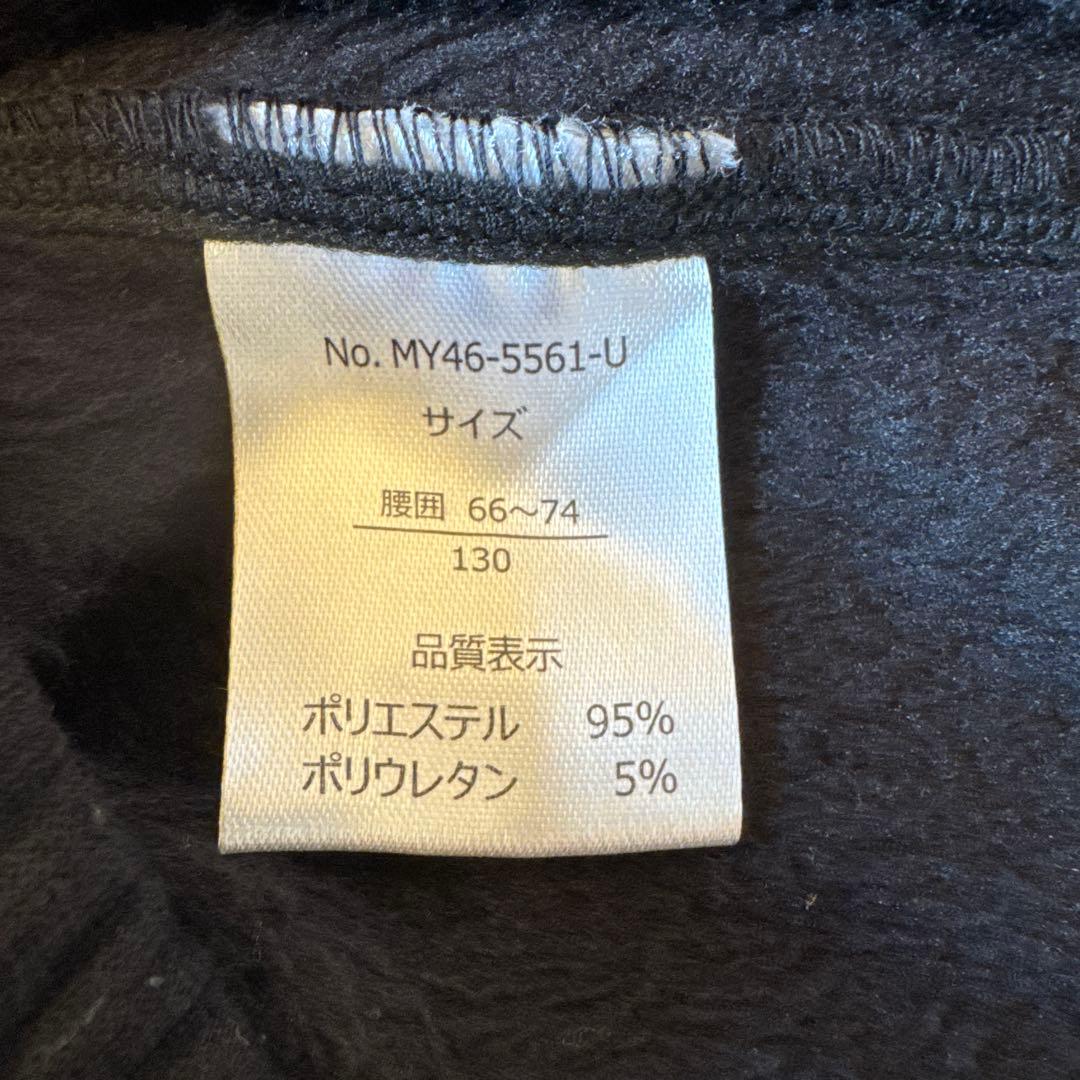 No. MY46-5561-U
サイズ
腰囲 66～74
130
品質表示
ポリエステル 95%
ポリウレタン 5%